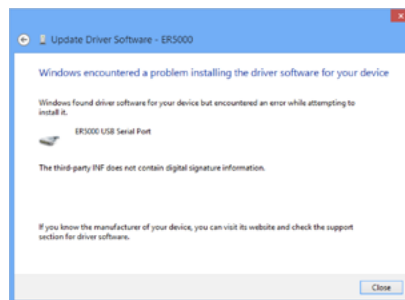 Update Driver Software - ER5000
Windows encountered a problem installing the driver software for your device
Windows found driver software for your device but encountered an error while attempting to
install it.
ER5000 USB Serial Port
The third-party INF does not contain digital signature information.
If you know the manufacturer of your device, you can visit its website and check the support
section for driver software.
Close